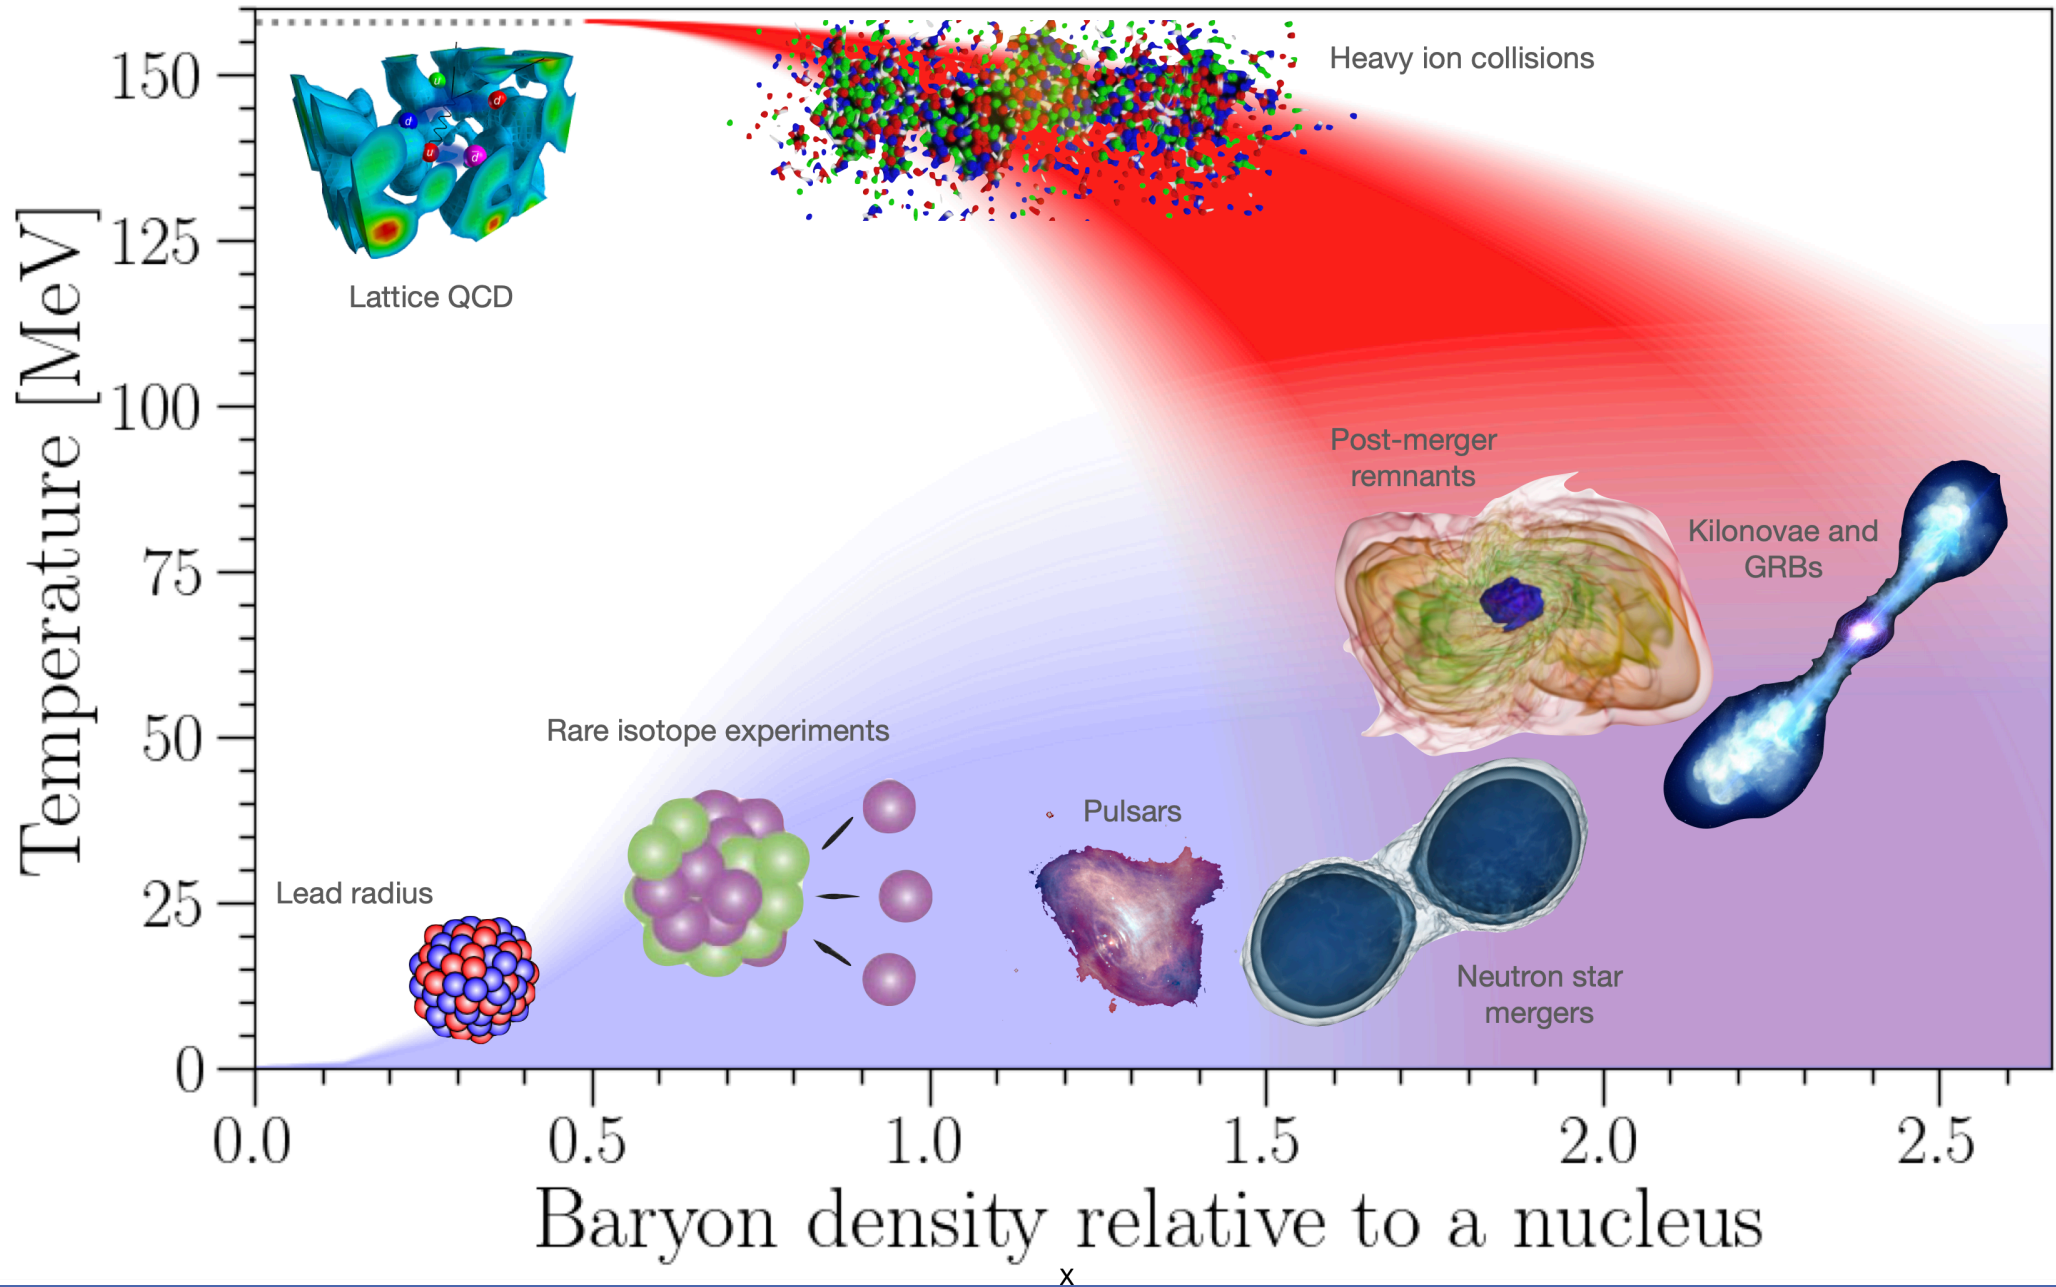 150
125
100
75
50
25
0
Temperature [MeV]
Heavy ion collisions
u
d
d
u
d
Lattice QCD
Post-merger
remnants
Kilonovae and
GRBs
Rare isotope experiments
Pulsars
Lead radius
Neutron star
mergers
0.0 0.5 1.0 1.5 2.0 2.5
Baryon density relative to a nucleus
x